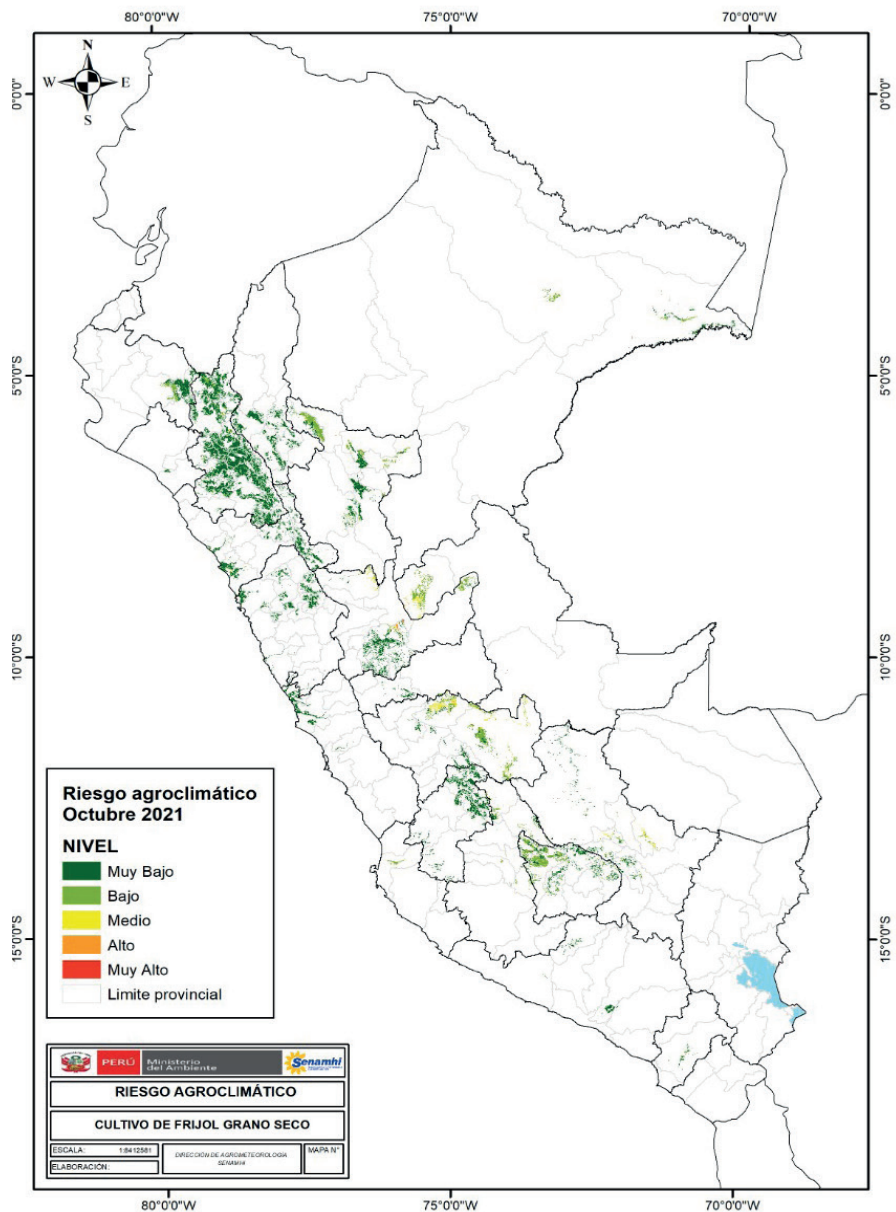 80°0'0"W 75°0'0"W 70°0'0"W
N
W E
S
0°0'0" 0°0'0"
5°0'0"S 5°0'0"S
10°0'0"S 10°0'0"S
15°0'0"S 15°0'0"S
Riesgo agroclimático
Octubre 2021
NIVEL
Muy Bajo
Bajo
Medio
Alto
Muy Alto
Limite provincial
PERÚ Ministerio
del Ambiente
Senamhi
RIESGO AGROCLIMÁTICO
CULTIVO DE FRIJOL GRANO SECO
ESCALA: 1:8412581
DIRECCIÓN DE AGROMETEOROLOGIA
SENAMHI
MAPA N°
ELABORACIÓN:
80°0'0"W 75°0'0"W 70°0'0"W